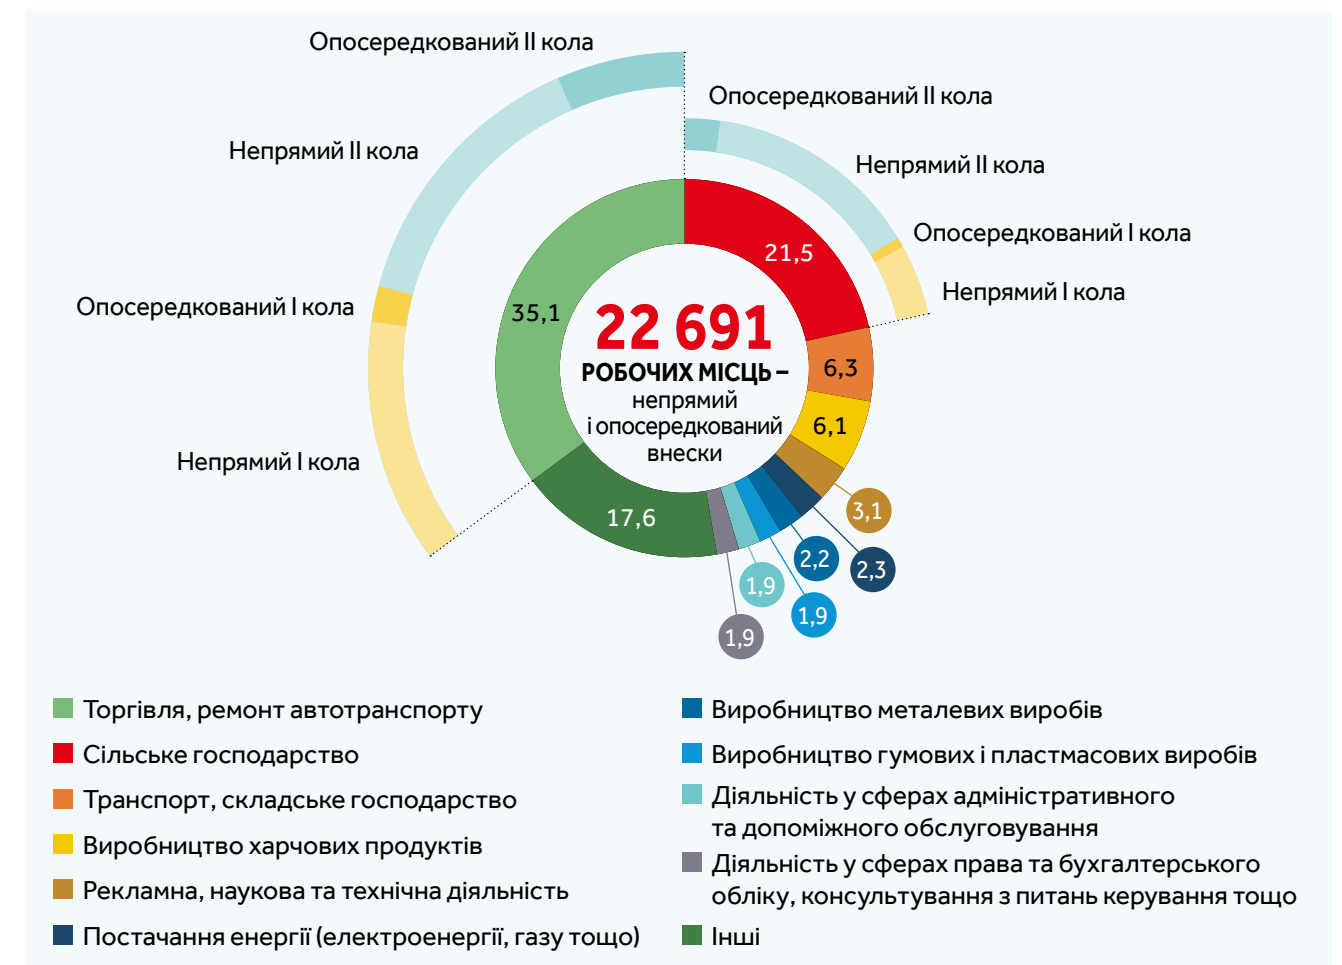 Опосередкований ІІ кола
Опосередкований ІІ кола
Непрямий ІІ кола
Непрямий ІІ кола
Опосередкований І кола
Непрямий І кола
Опосередкований І кола
Непрямий І кола
21,5
35,1
6,3
6,1
3,1
2,3
2,2
1,9
1,9
1,9
17,6
22 691
РОБОЧИХ МІСЦЬ –
непрямий
і опосередкований
внески
Торгівля, ремонт автотранспорту
Сільське господарство
Транспорт, складське господарство
Виробництво харчових продуктів
Рекламна, наукова та технічна діяльність
Постачання енергії (електроенергії, газу тощо)
Виробництво металевих виробів
Виробництво гумових і пластмасових виробів
Діяльність у сферах адміністративного
та допоміжного обслуговування
Діяльність у сферах права та бухгалтерського
обліку, консультування з питань керування тощо
Інші